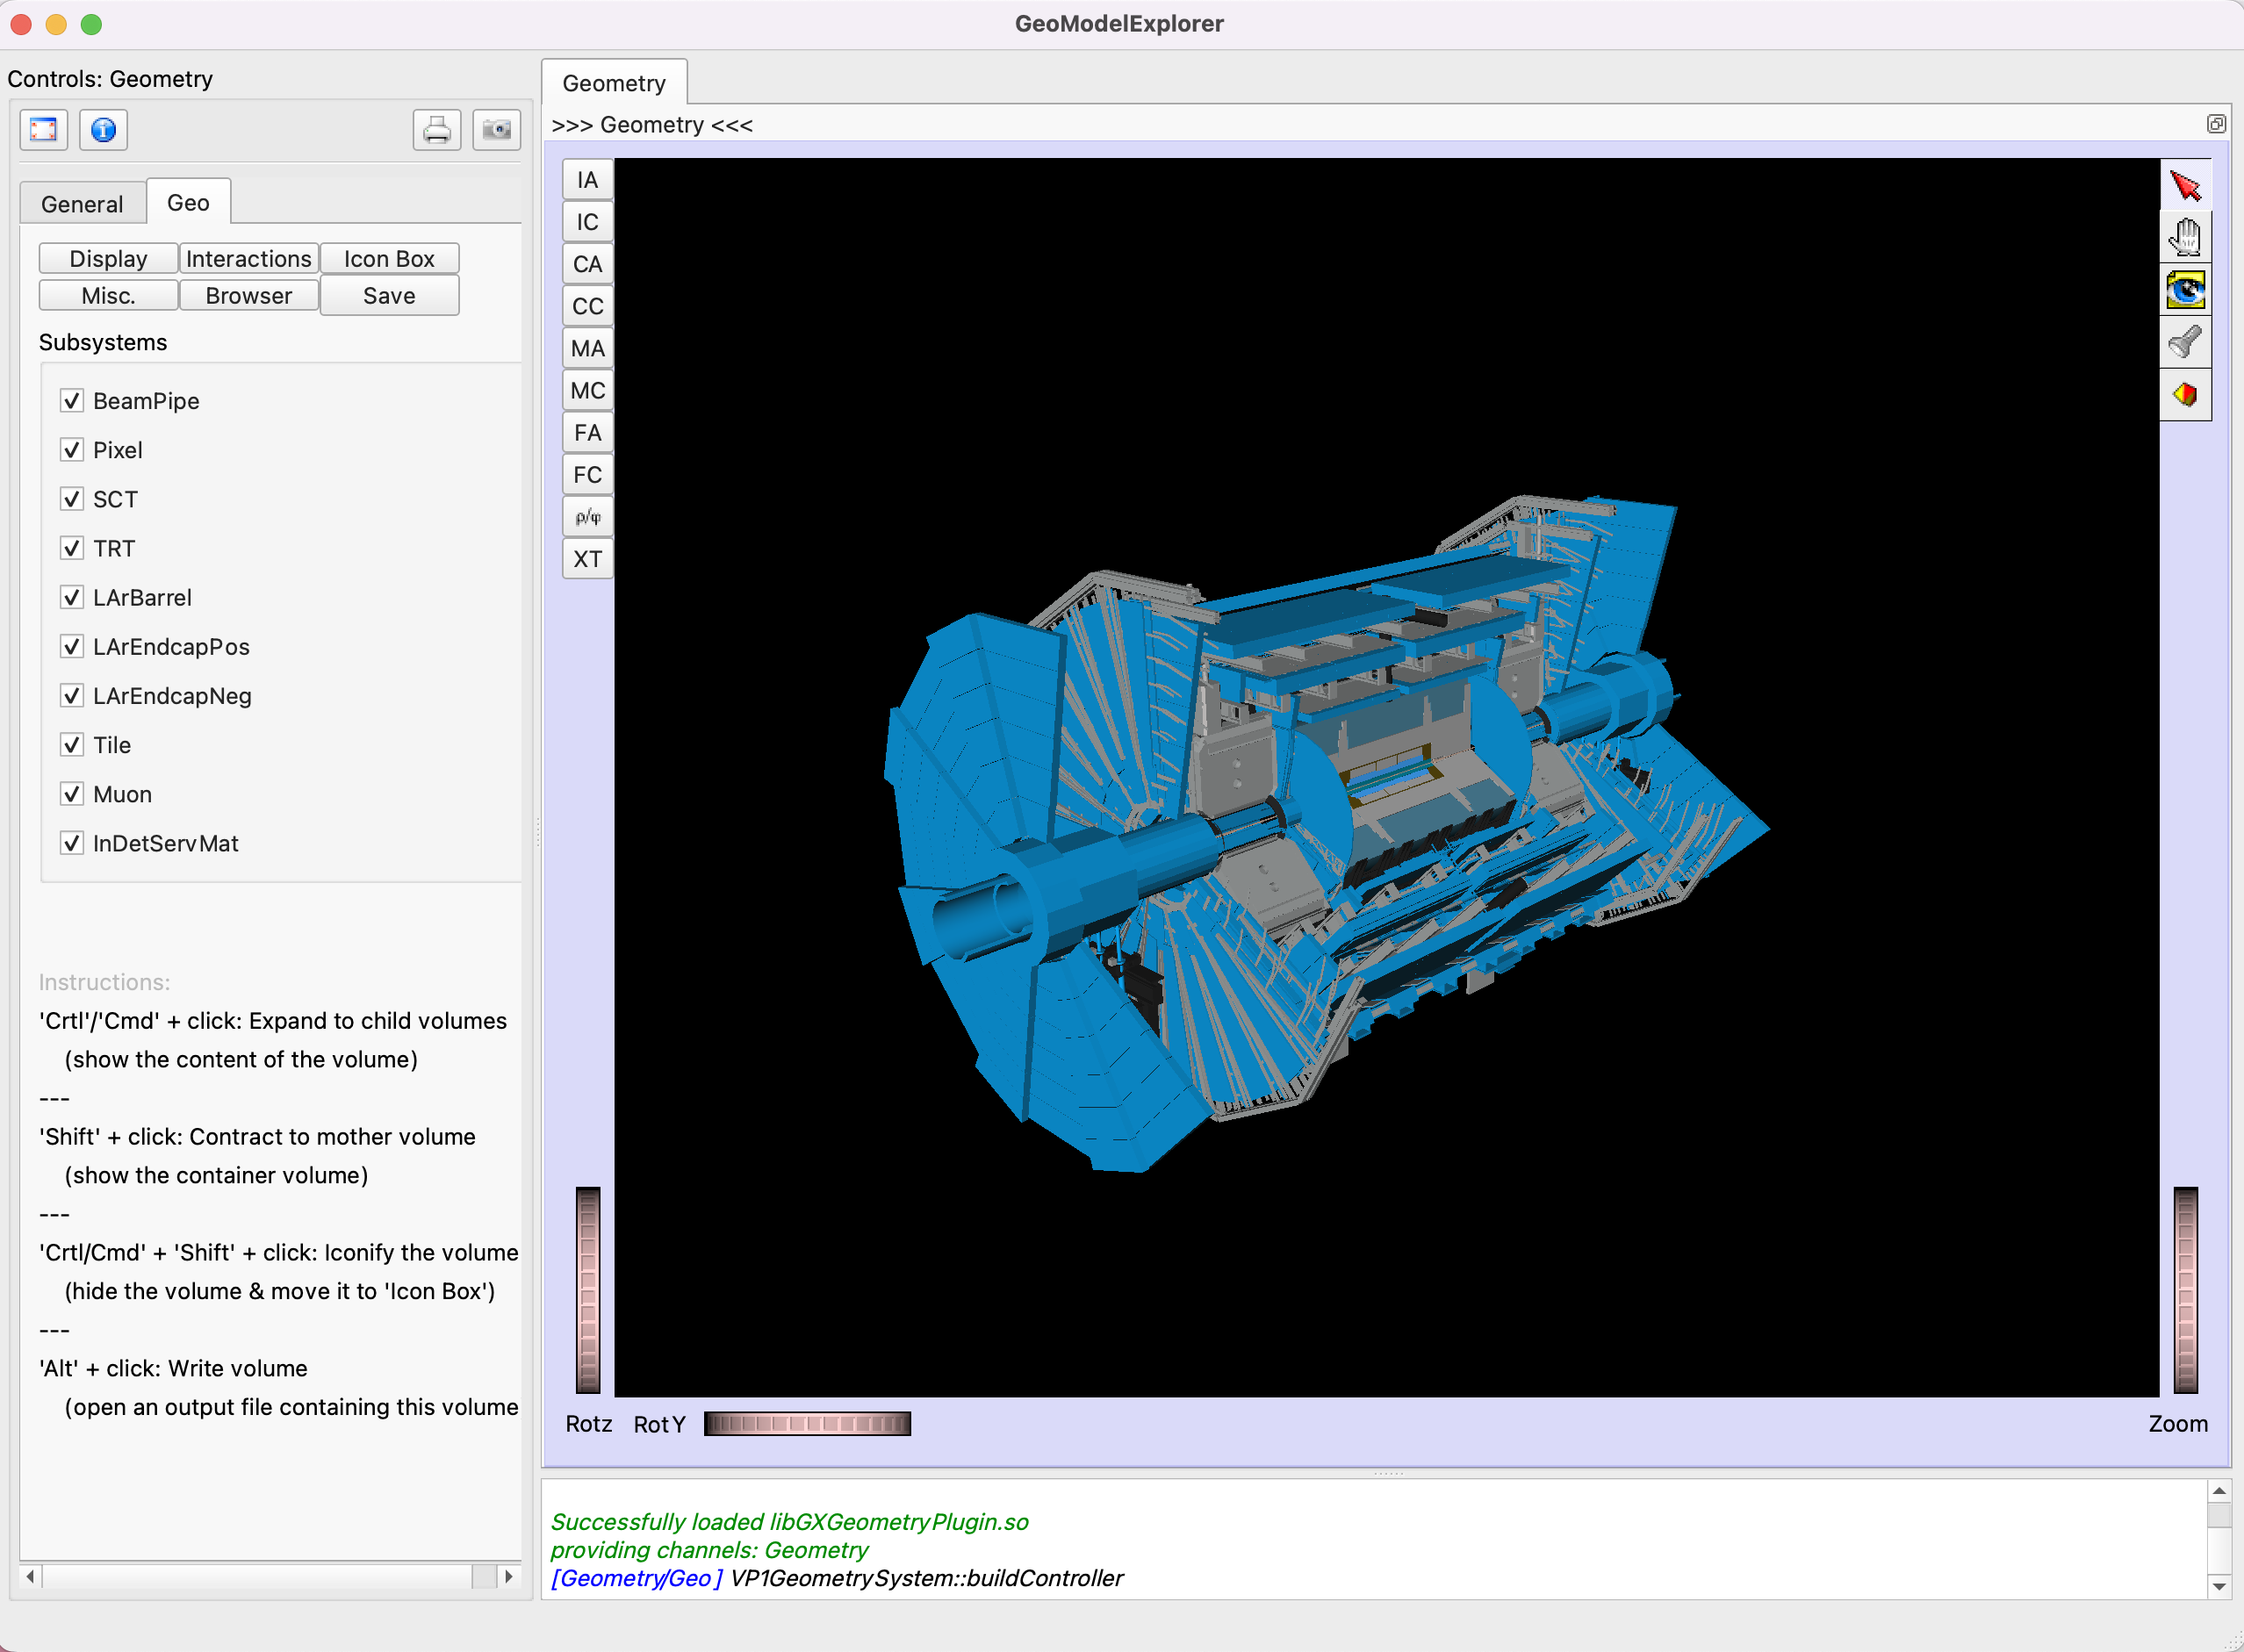 GeoModelExplorer
Controls: Geometry
General
Geo
Display
Interactions
Icon Box
Misc.
Browser
Save
Subsystems
BeamPipe
Pixel
SCT
TRT
LArBarrel
LArEndcapPos
LArEndcapNeg
Tile
Muon
InDetServMat
Instructions:
'Crtl'/'Cmd' + click: Expand to child volumes
(show the content of the volume)
---
'Shift' + click: Contract to mother volume
(show the container volume)
---
'Crtl/Cmd' + 'Shift' + click: Iconify the volume
(hide the volume & move it to 'Icon Box')
---
'Alt' + click: Write volume
(open an output file containing this volume
Geometry
>>> Geometry <<<
IA
IC
CA
CC
MA
MC
FA
FC
ρ/φ
XT
Rotz
RotY
Zoom
Successfully loaded libGXGeometryPlugin.so
providing channels: Geometry
[Geometry/Geo] VP1GeometrySystem::buildController